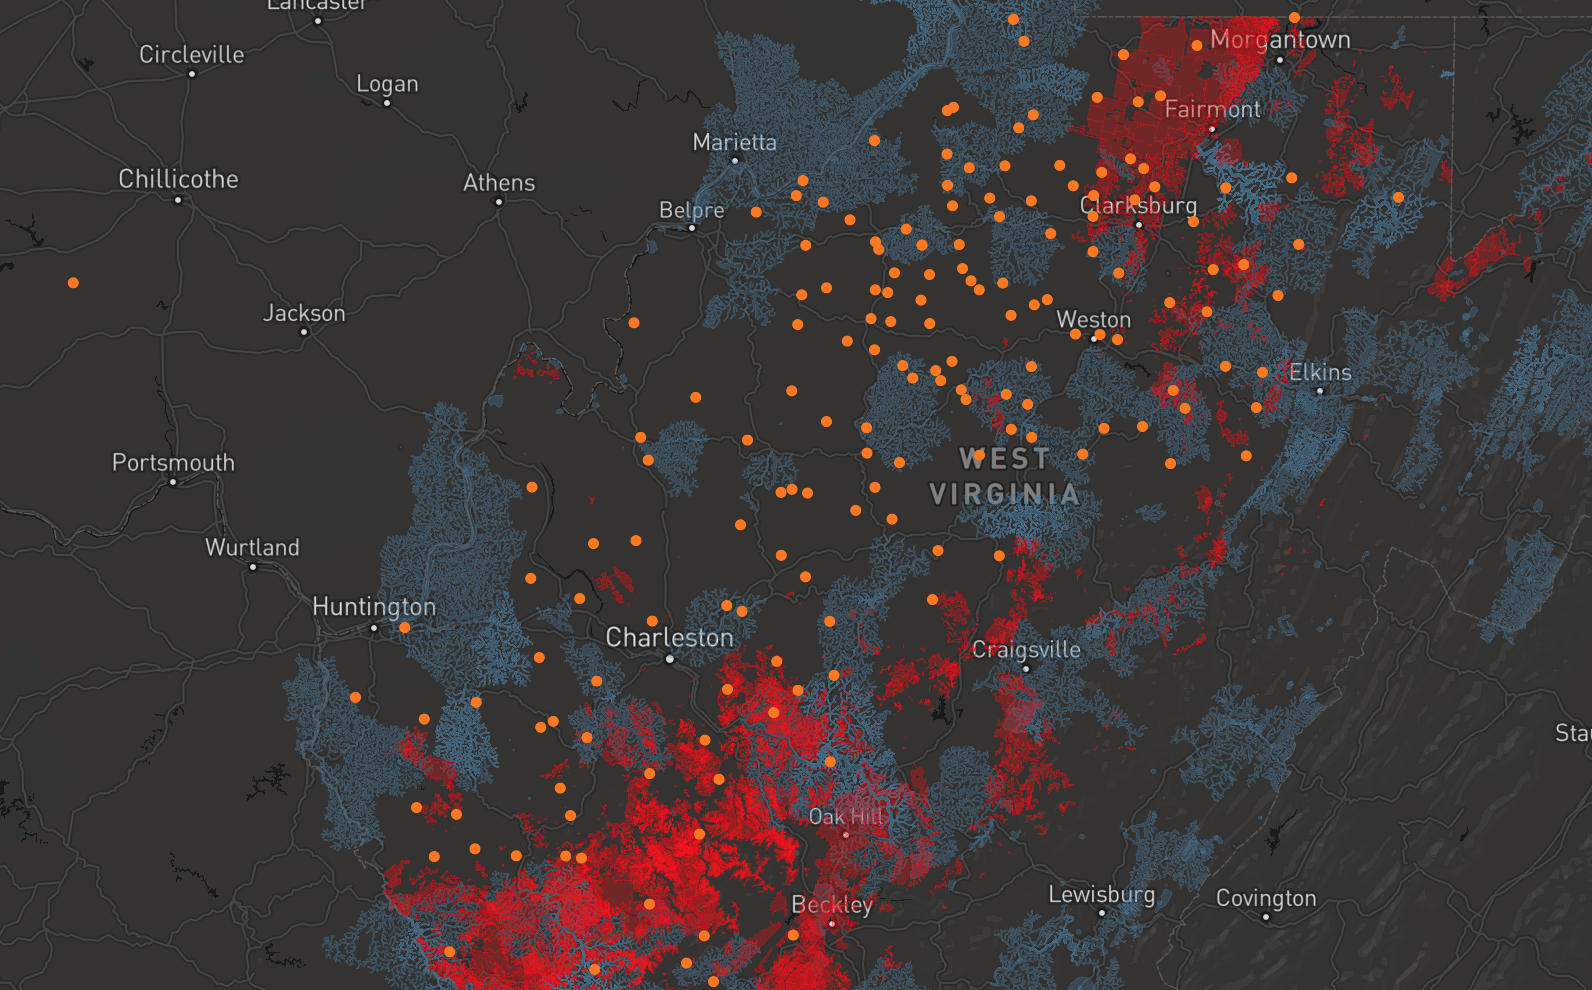 Lancaster
Circleville
Logan
Morgantown
Fairmont
Marietta
Chillicothe
Athens
Belpre
Clarksburg
Jackson
Weston
Elkins
Portsmouth
WEST
VIRGINIA
Wurtland
Huntington
Charleston
Craigsville
Stau
Oak Hill
Lewisburg
Covington
Beckley